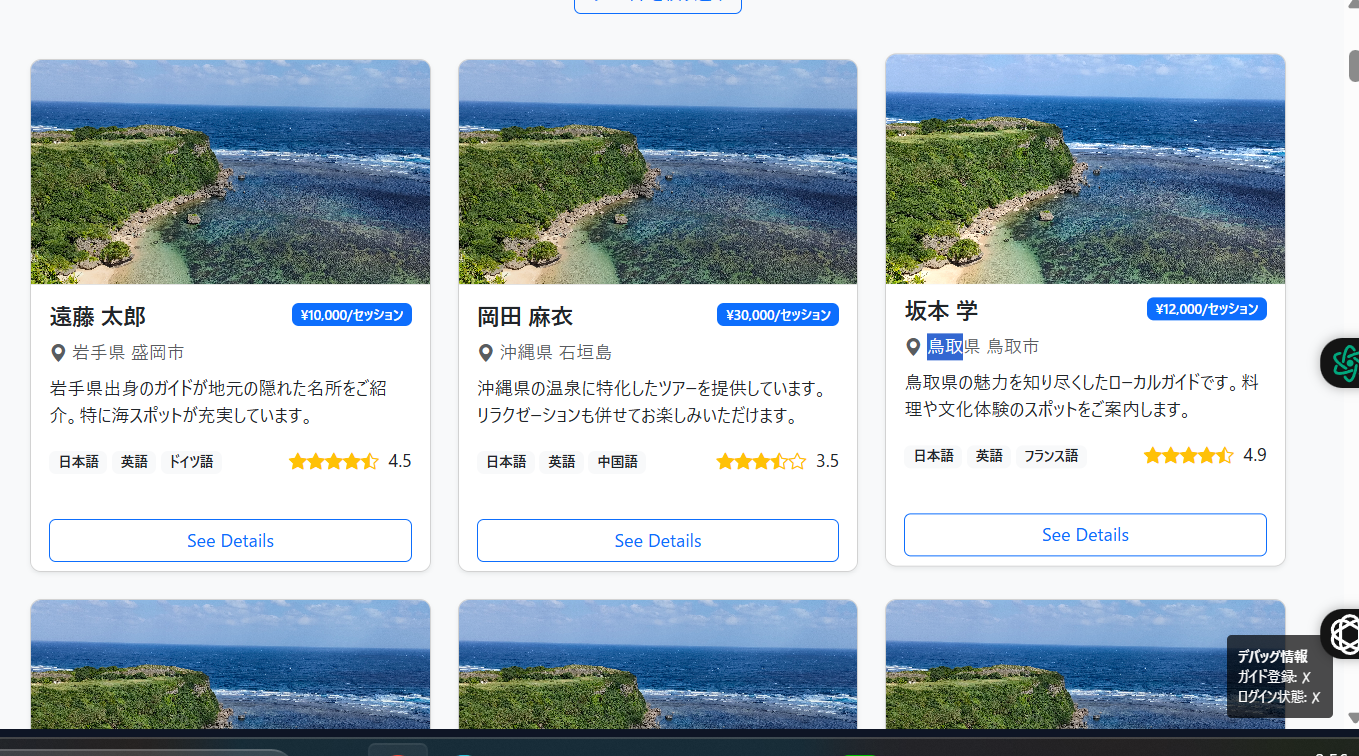 遠藤 太郎
¥10,000/セッション
岩手県 盛岡市
岩手県出身のガイドが地元の隠れた名所をご紹
介。特に海スポットが充実しています。
日本語 英語 ドイツ語 4.5
See Details
岡田 麻衣
¥30,000/セッション
沖縄県 石垣島
沖縄県の温泉に特化したツアーを提供しています。
リラクゼーションも併せてお楽しみいただけます。
日本語 英語 中国語 3.5
See Details
坂本 学
¥12,000/セッション
鳥取県 鳥取市
鳥取県の魅力を知り尽くしたローカルガイドです。料
理や文化体験のスポットをご案内します。
日本語 英語 フランス語 4.9
See Details
デバッグ情報
ガイド登録: ✗
ログイン状態: ✗